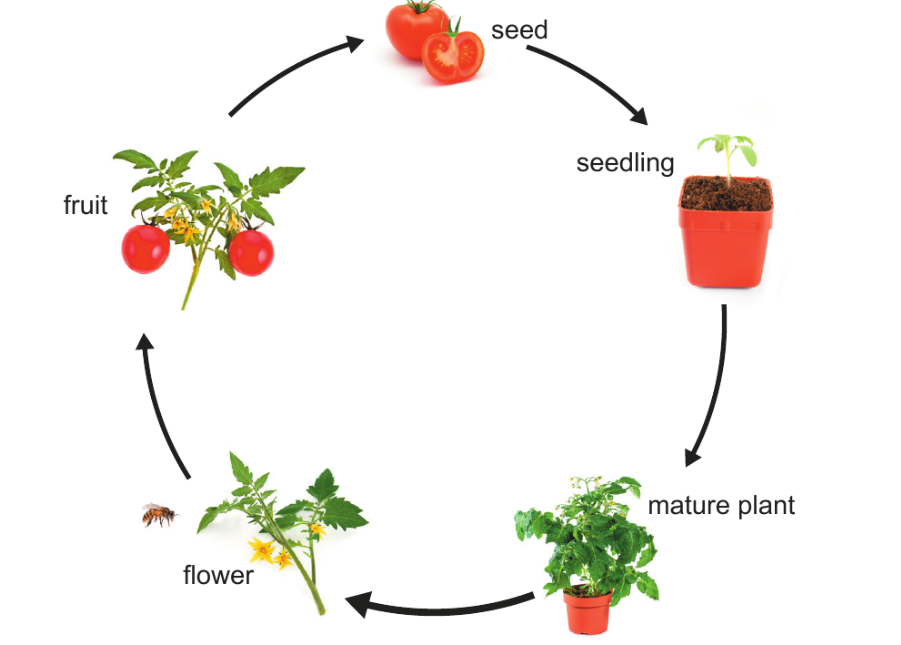 seed
seedling
mature plant
flower
fruit